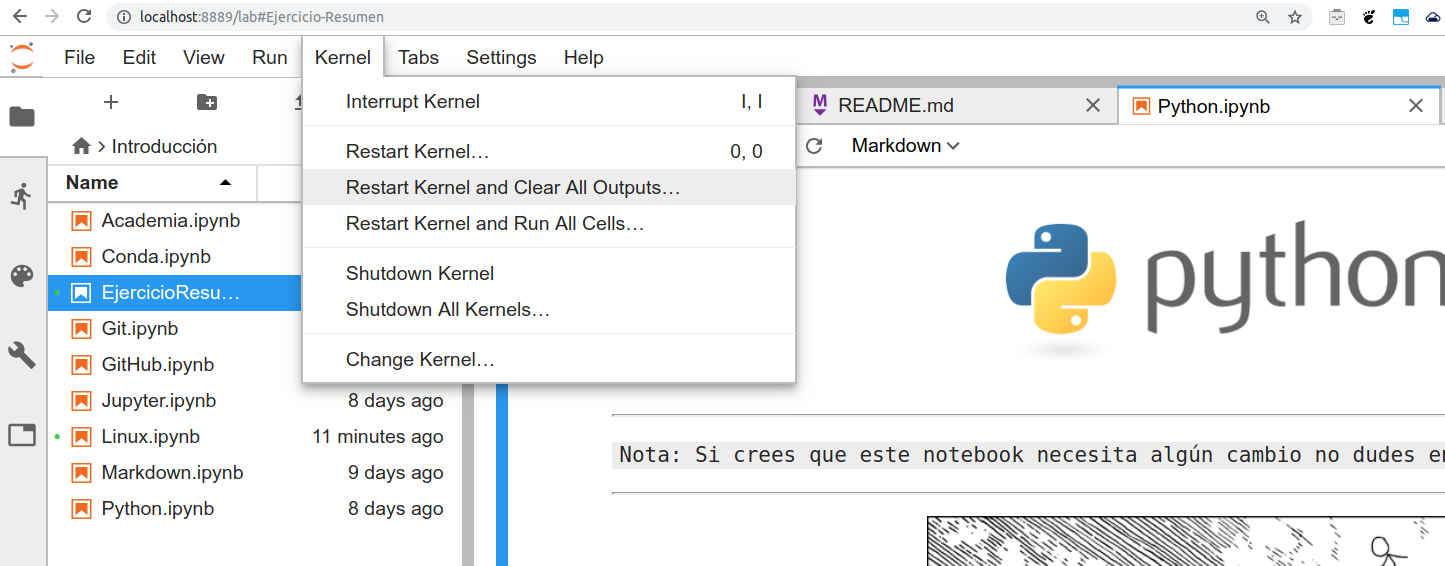 localhost:8889/lab#Ejercicio-Resumen
File Edit View Run Kernel Tabs Settings Help
Interrupt Kernel I, I
Restart Kernel… 0, 0
Restart Kernel and Clear All Outputs…
Restart Kernel and Run All Cells…
Shutdown Kernel
Shutdown All Kernels…
Change Kernel…
Introducción
Name
Academia.ipynb
Conda.ipynb
EjercicioResu…
Git.ipynb
GitHub.ipynb
Jupyter.ipynb 8 days ago
Linux.ipynb 11 minutes ago
Markdown.ipynb 9 days ago
Python.ipynb 8 days ago
M README.md Python.ipynb
Markdown
python
Nota: Si crees que este notebook necesita algún cambio no dudes en